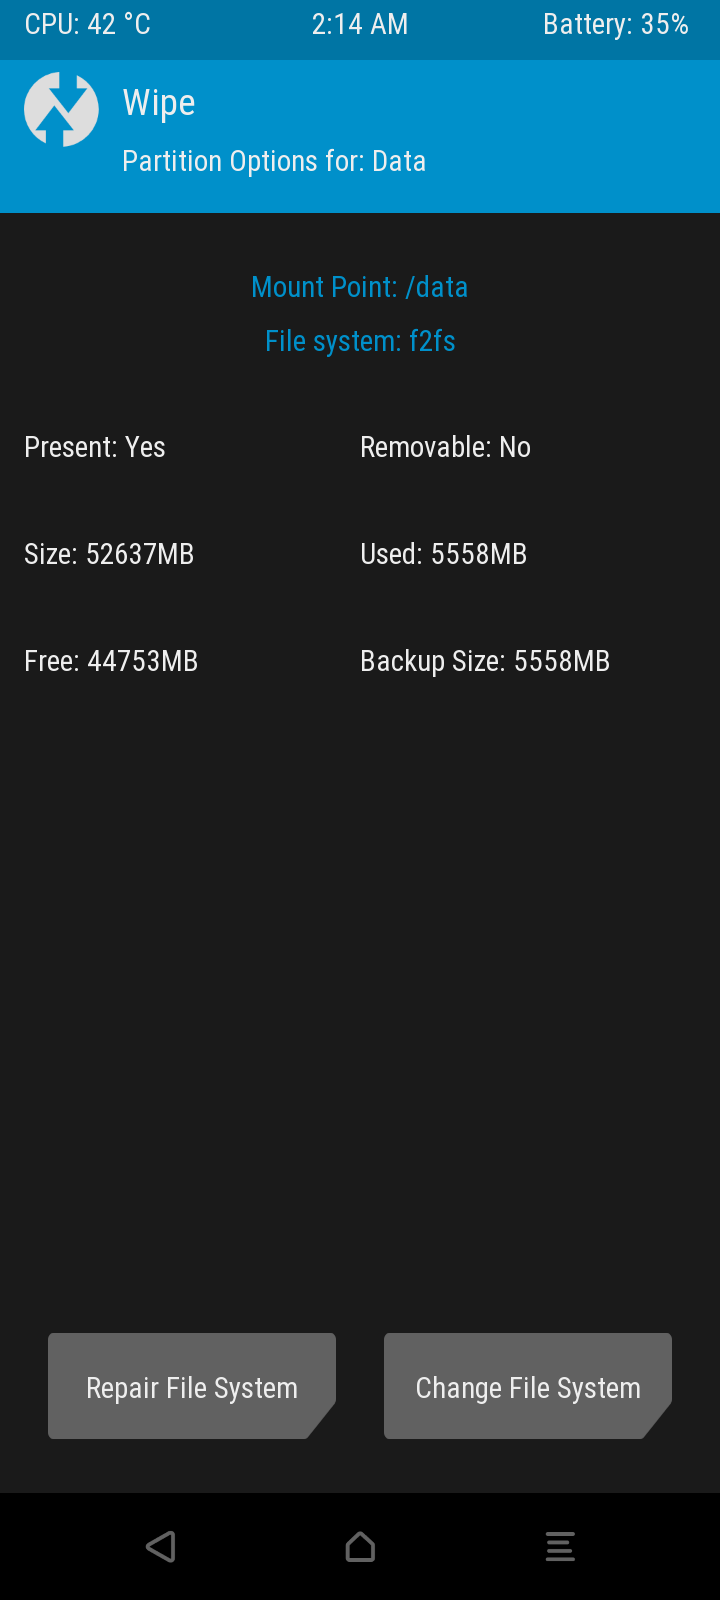 CPU: 42 °C 2:14 AM Battery: 35%
Wipe
Partition Options for: Data
Mount Point: /data
File system: f2fs
Present: Yes Removable: No
Size: 52637MB Used: 5558MB
Free: 44753MB Backup Size: 5558MB
Repair File System Change File System